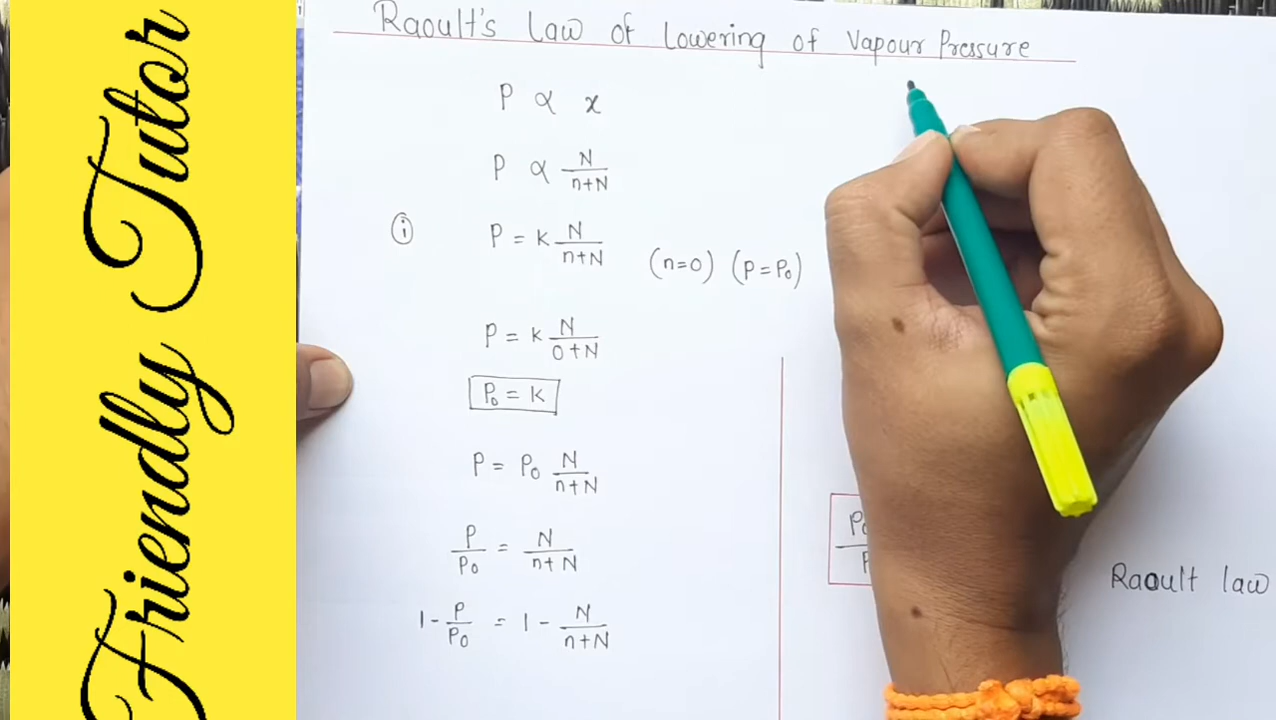 Friendly Tutor
Raoult's Law of Lowering of Vapour Pressure
P ∝ x
P ∝ N/(n+N)
(i) P = K N/(n+N) (n=0) (P=P₀)
P = K N/(0+N)
P₀ = K
P = P₀ N/(n+N)
P/P₀ = N/(n+N)
1 - P/P₀ = 1 - N/(n+N)
Raoult law